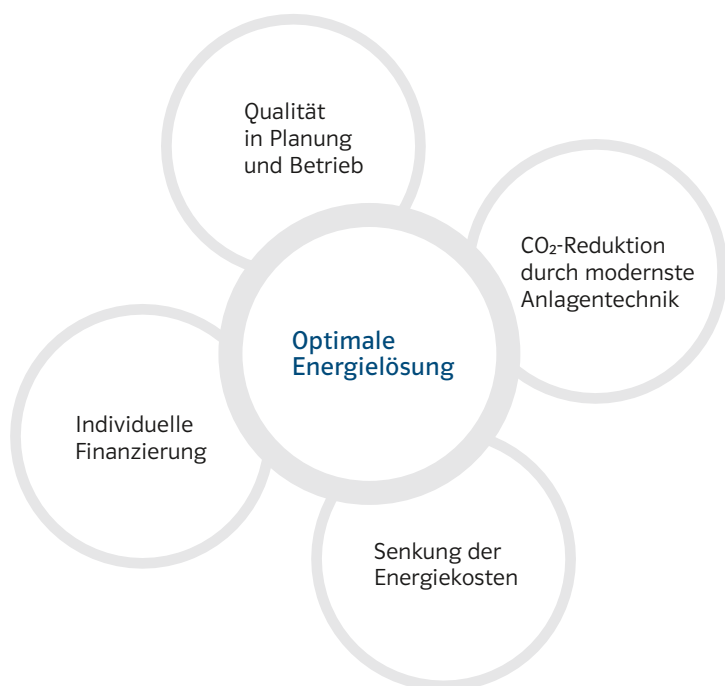 Qualität
in Planung
und Betrieb
CO₂-Reduktion
durch modernste
Anlagentechnik
Optimale
Energielösung
Individuelle
Finanzierung
Senkung der
Energiekosten